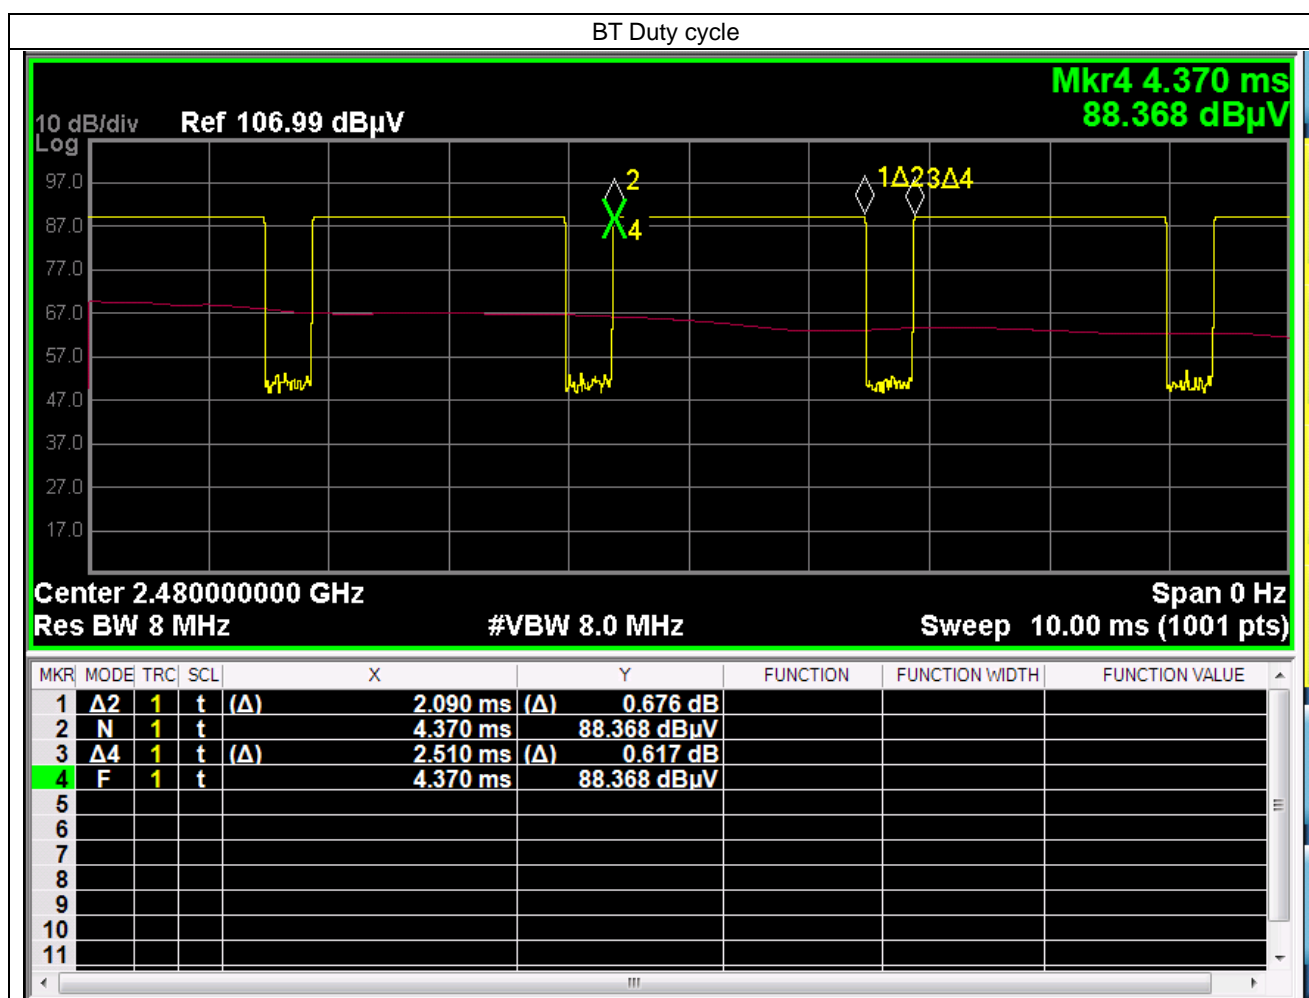 BT Duty cycle
Mkr4 4.370 ms
10 dB/div Ref 106.99 dBµV 88.368 dBµV
Log
97.0
87.0
77.0
67.0
57.0
47.0
37.0
27.0
17.0
2
4
1Δ2 3Δ4
Center 2.480000000 GHz Span 0 Hz
Res BW 8 MHz #VBW 8.0 MHz Sweep 10.00 ms (1001 pts)
MKR MODE TRC SCL X Y FUNCTION FUNCTION WIDTH FUNCTION VALUE
1 Δ2 1 t (Δ) 2.090 ms (Δ) 0.676 dB
2 N 1 t 4.370 ms 88.368 dBµV
3 Δ4 1 t (Δ) 2.510 ms (Δ) 0.617 dB
4 F 1 t 4.370 ms 88.368 dBµV
5
6
7
8
9
10
11